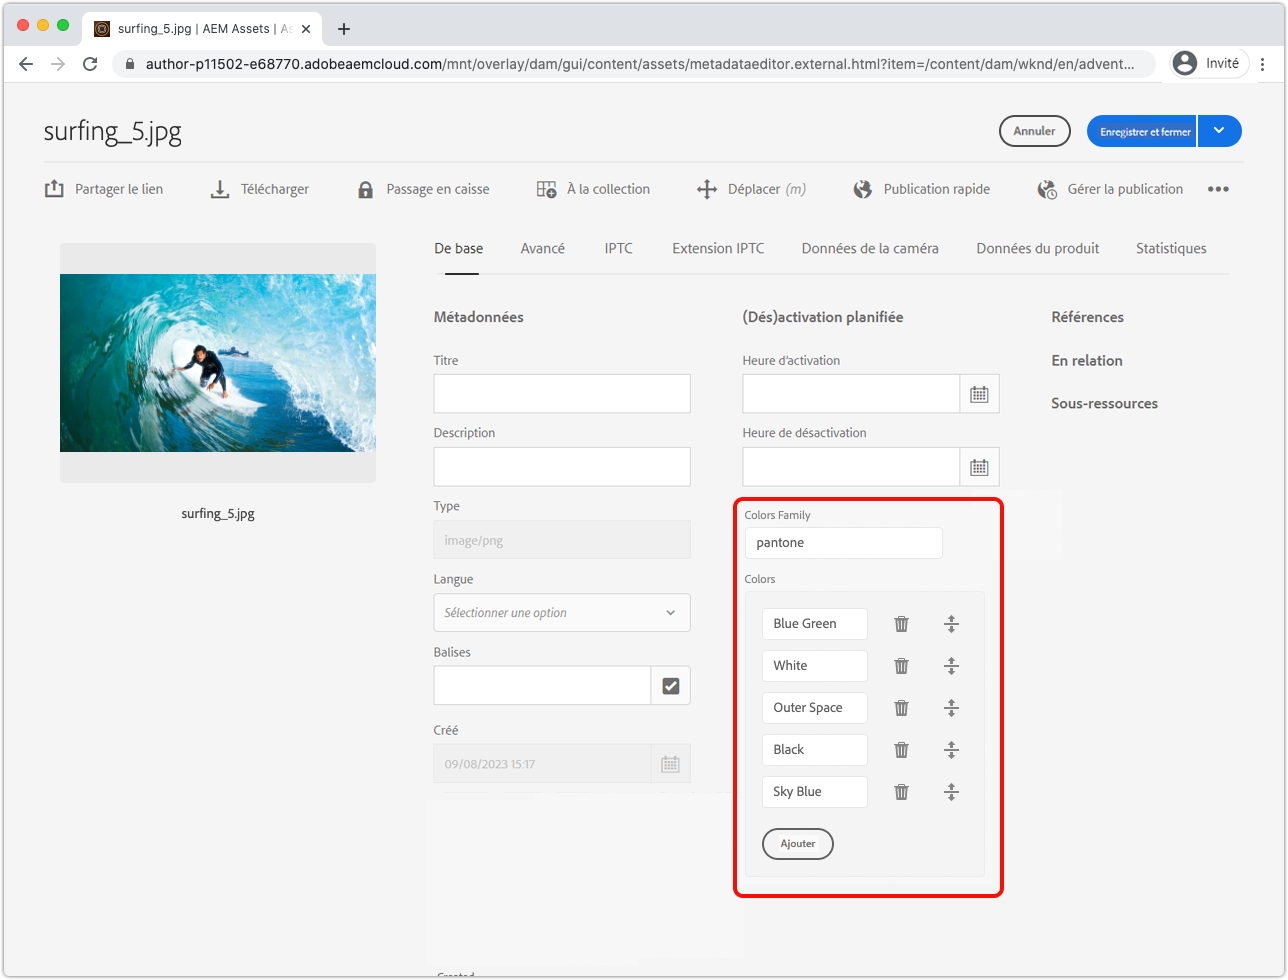 surfing_5.jpg | AEM Assets | As
author-p11502-e68770.adobeaemcloud.com/mnt/overlay/dam/gui/content/assets/metadataeditor.external.html?item=/content/dam/wknd/en/advent...
Invité
surfing_5.jpg
Annuler
Enregistrer et fermer
Partager le lien
Télécharger
Passage en caisse
À la collection
Déplacer (m)
Publication rapide
Gérer la publication
De base
Avancé
IPTC
Extension IPTC
Données de la caméra
Données du produit
Statistiques
surfing_5.jpg
Métadonnées
Titre
Description
Type
image/png
Langue
Sélectionner une option
Balises
Créé
09/08/2023 15:17
Created
(Dés)activation planifiée
Heure d'activation
Heure de désactivation
Colors Family
pantone
Colors
Blue Green
White
Outer Space
Black
Sky Blue
Ajouter
Références
En relation
Sous-ressources